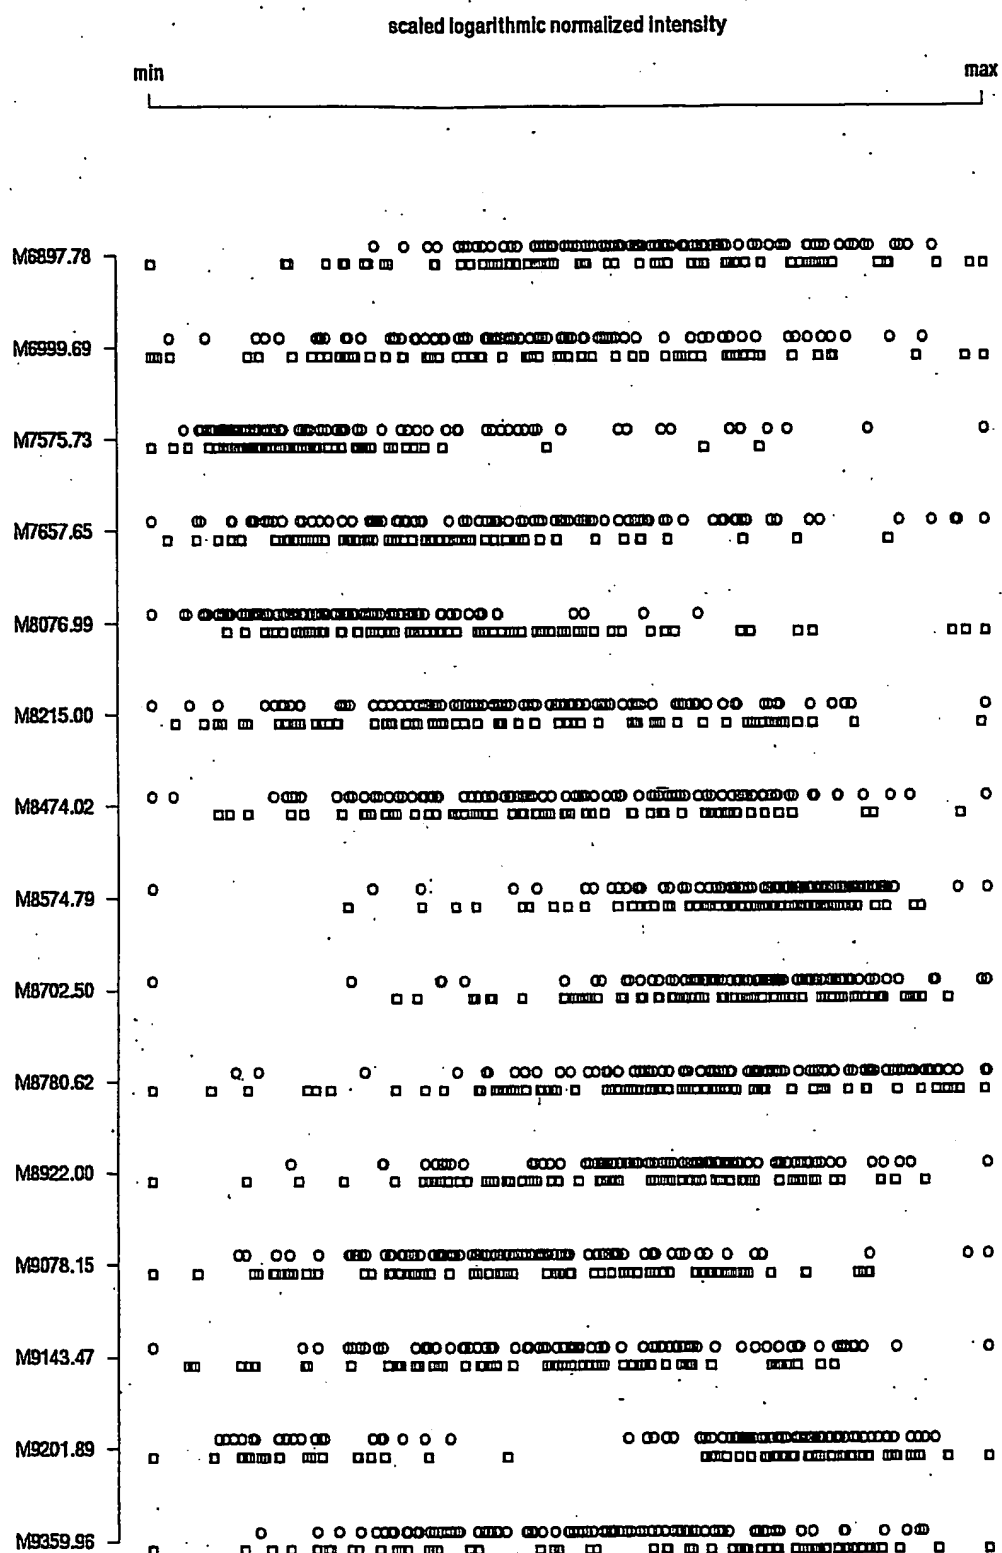 scaled logarithmic normalized intensity
min
max
M6897.78
M6999.69
M7575.73
M7657.65
M8076.99
M8215.00
M8474.02
M8574.79
M8702.50
M8780.62
M8922.00
M9078.15
M9143.47
M9201.89
M9359.96